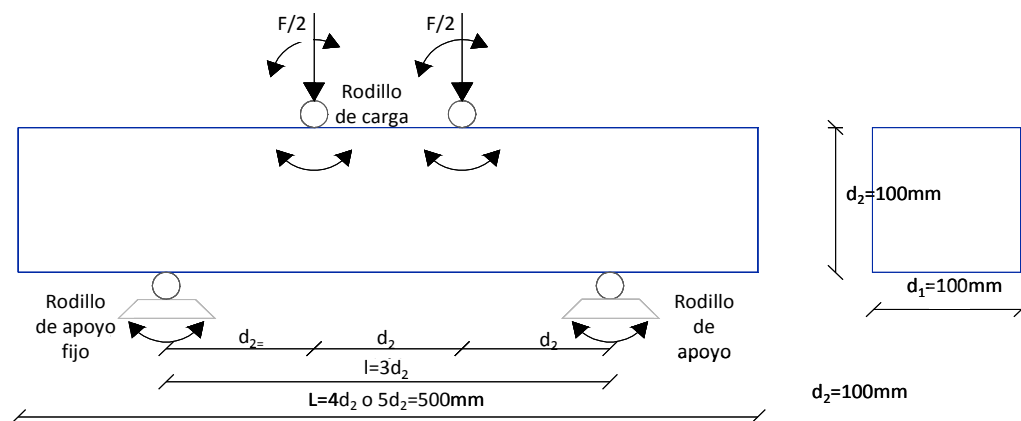 F/2
F/2
Rodillo
de carga
d₂=100mm
d₁=100mm
Rodillo
de apoyo
fijo
Rodillo
de
apoyo
d₂=
d₂
d₂
l=3d₂
L=4d₂ o 5d₂=500mm
d₂=100mm